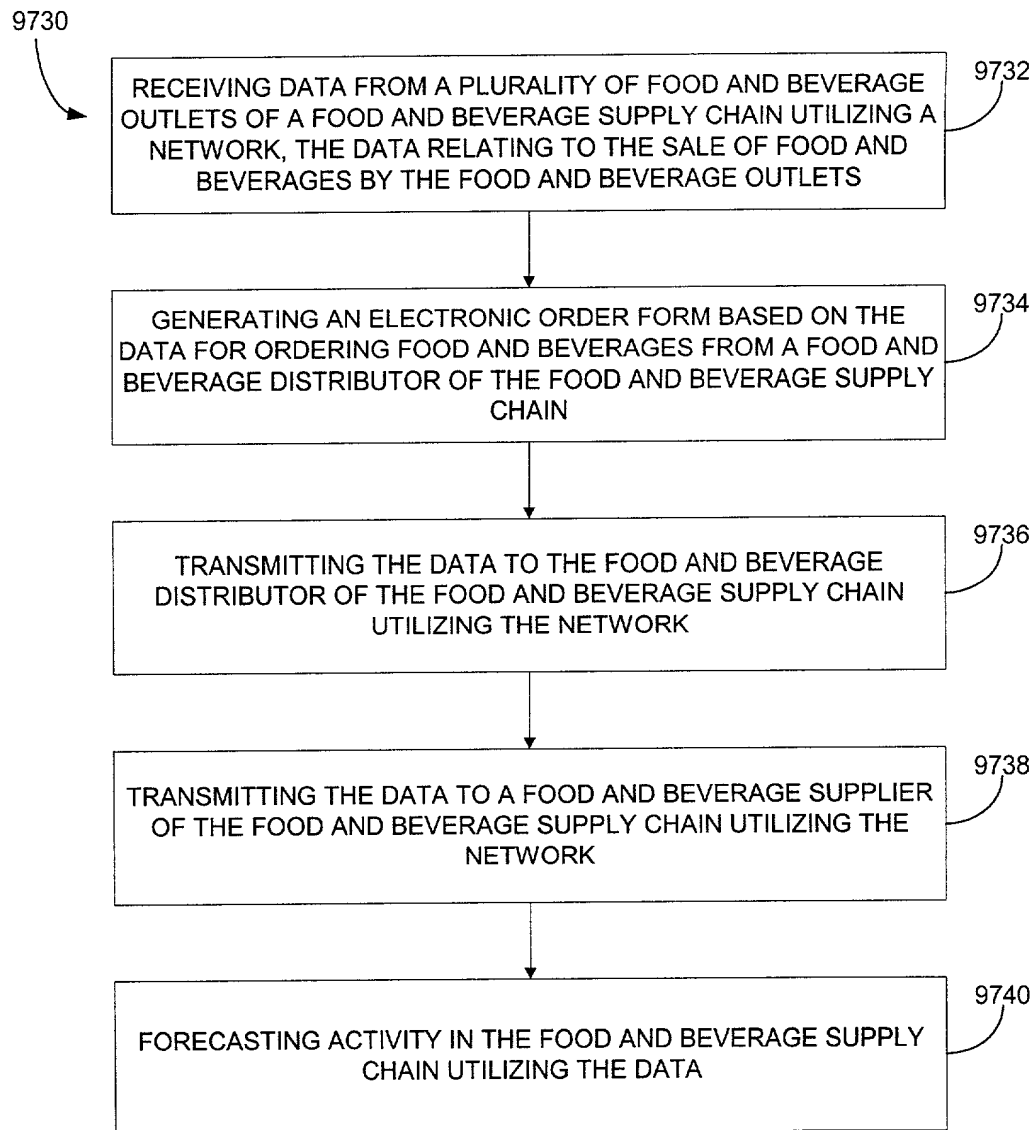 9730
9732
RECEIVING DATA FROM A PLURALITY OF FOOD AND BEVERAGE
OUTLETS OF A FOOD AND BEVERAGE SUPPLY CHAIN UTILIZING A
NETWORK, THE DATA RELATING TO THE SALE OF FOOD AND
BEVERAGES BY THE FOOD AND BEVERAGE OUTLETS
9734
GENERATING AN ELECTRONIC ORDER FORM BASED ON THE
DATA FOR ORDERING FOOD AND BEVERAGES FROM A FOOD AND
BEVERAGE DISTRIBUTOR OF THE FOOD AND BEVERAGE SUPPLY
CHAIN
9736
TRANSMITTING THE DATA TO THE FOOD AND BEVERAGE
DISTRIBUTOR OF THE FOOD AND BEVERAGE SUPPLY CHAIN
UTILIZING THE NETWORK
9738
TRANSMITTING THE DATA TO A FOOD AND BEVERAGE SUPPLIER
OF THE FOOD AND BEVERAGE SUPPLY CHAIN UTILIZING THE
NETWORK
9740
FORECASTING ACTIVITY IN THE FOOD AND BEVERAGE SUPPLY
CHAIN UTILIZING THE DATA